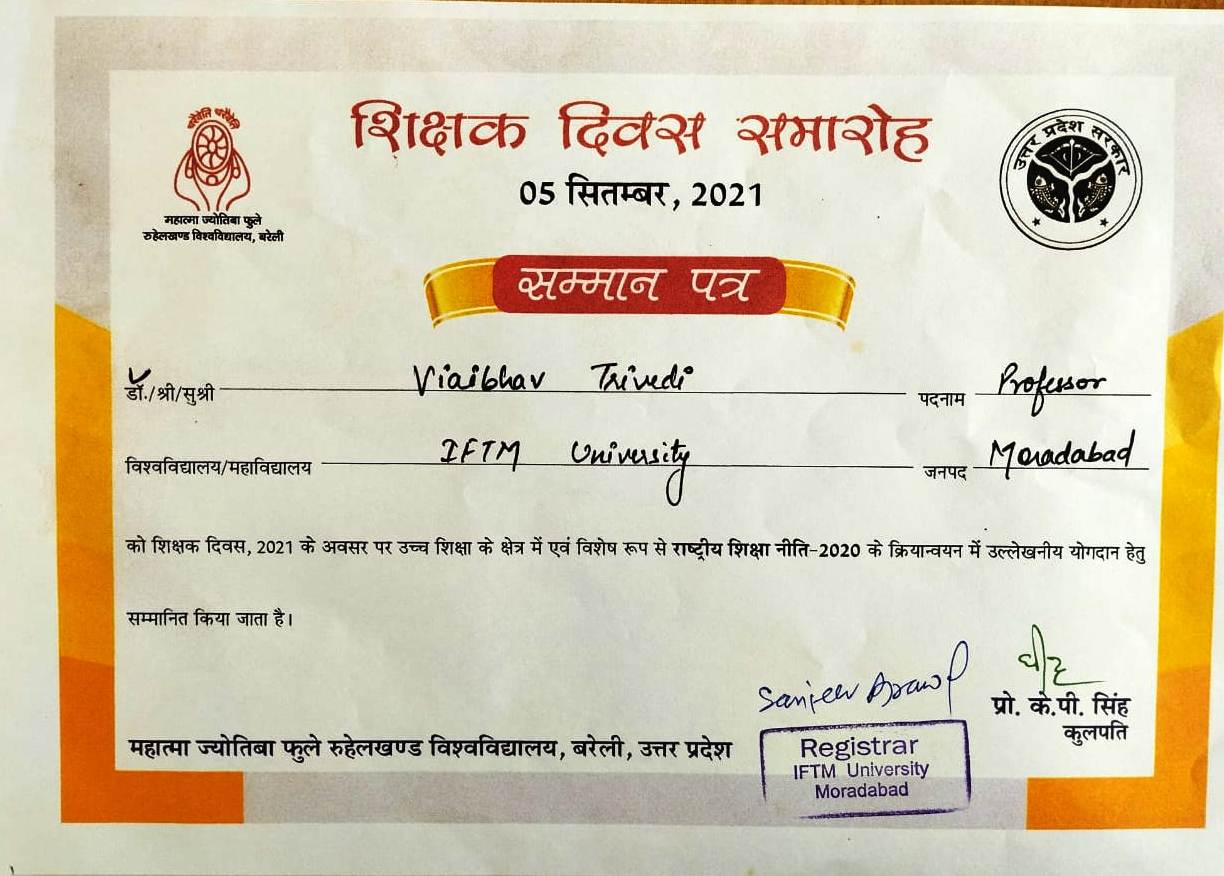 चरैवेति चरैवेति
महात्मा ज्योतिबा फुले
रुहेलखण्ड विश्वविद्यालय, बरेली
शिक्षक दिवस समारोह
05 सितम्बर, 2021
उत्तर प्रदेश सरकार
सम्मान पत्र
डॉ./श्री/सुश्री Viaibhav Trivedi पदनाम Professor
विश्वविद्यालय/महाविद्यालय IFTM University जनपद Moradabad
को शिक्षक दिवस, 2021 के अवसर पर उच्च शिक्षा के क्षेत्र में एवं विशेष रूप से राष्ट्रीय शिक्षा नीति-2020 के क्रियान्वयन में उल्लेखनीय योगदान हेतु
सम्मानित किया जाता है।
Sanjeev
प्रो. के.पी. सिंह
कुलपति
महात्मा ज्योतिबा फुले रुहेलखण्ड विश्वविद्यालय, बरेली, उत्तर प्रदेश
Registrar
IFTM University
Moradabad